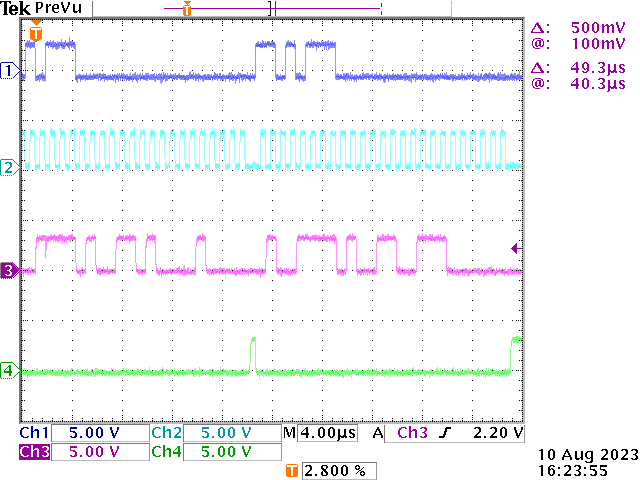 Tek PreVu
T
T
Δ: 500mV
@: 100mV
Δ: 49.3µs
@: 40.3µs
1
2
3
4
Ch1 5.00 V Ch2 5.00 V M 4.00µs A Ch3 2.20 V
Ch3 5.00 V Ch4 5.00 V
T 2.800 %
10 Aug 2023
16:23:55